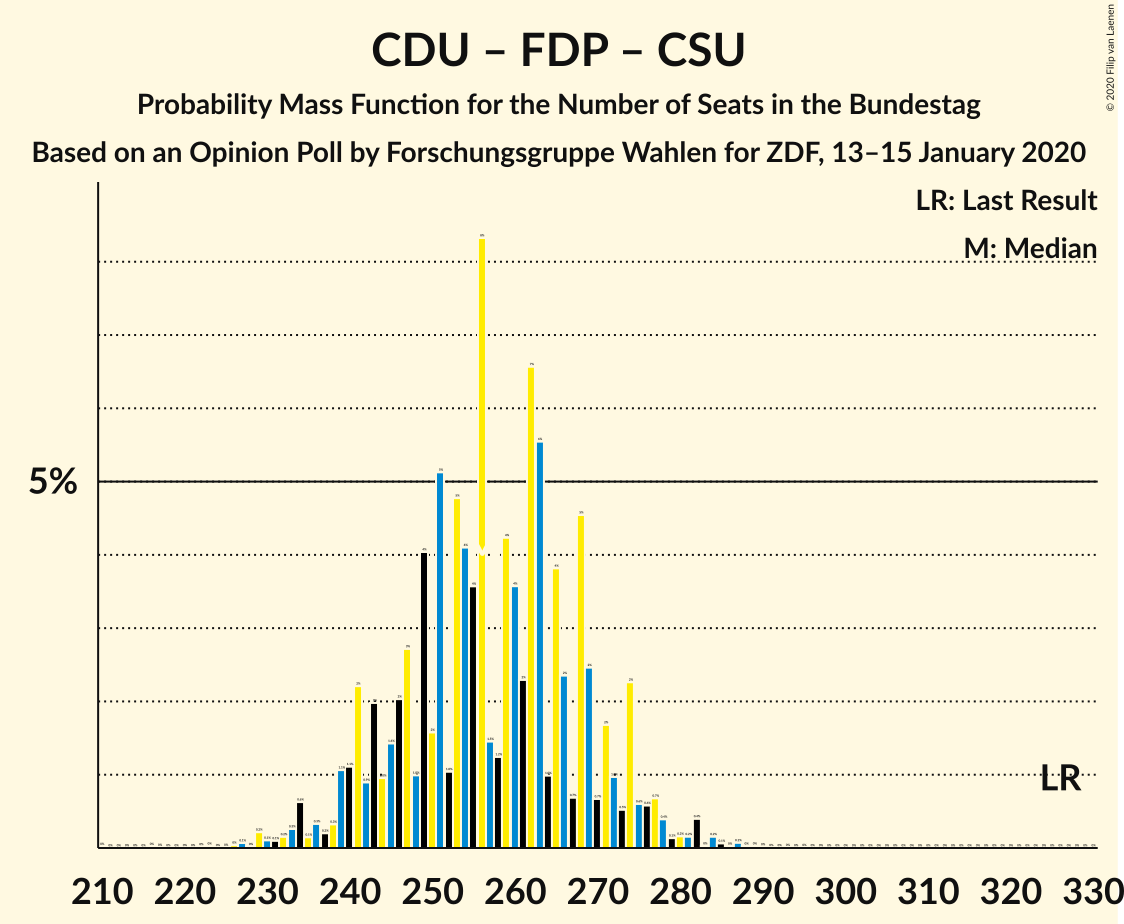 CDU – FDP – CSU
Probability Mass Function for the Number of Seats in the Bundestag
Based on an Opinion Poll by Forschungsgruppe Wahlen for ZDF, 13–15 January 2020
© 2020 Filip van Laenen
LR: Last Result
M: Median
5%
LR
210 220 230 240 250 260 270 280 290 300 310 320 330